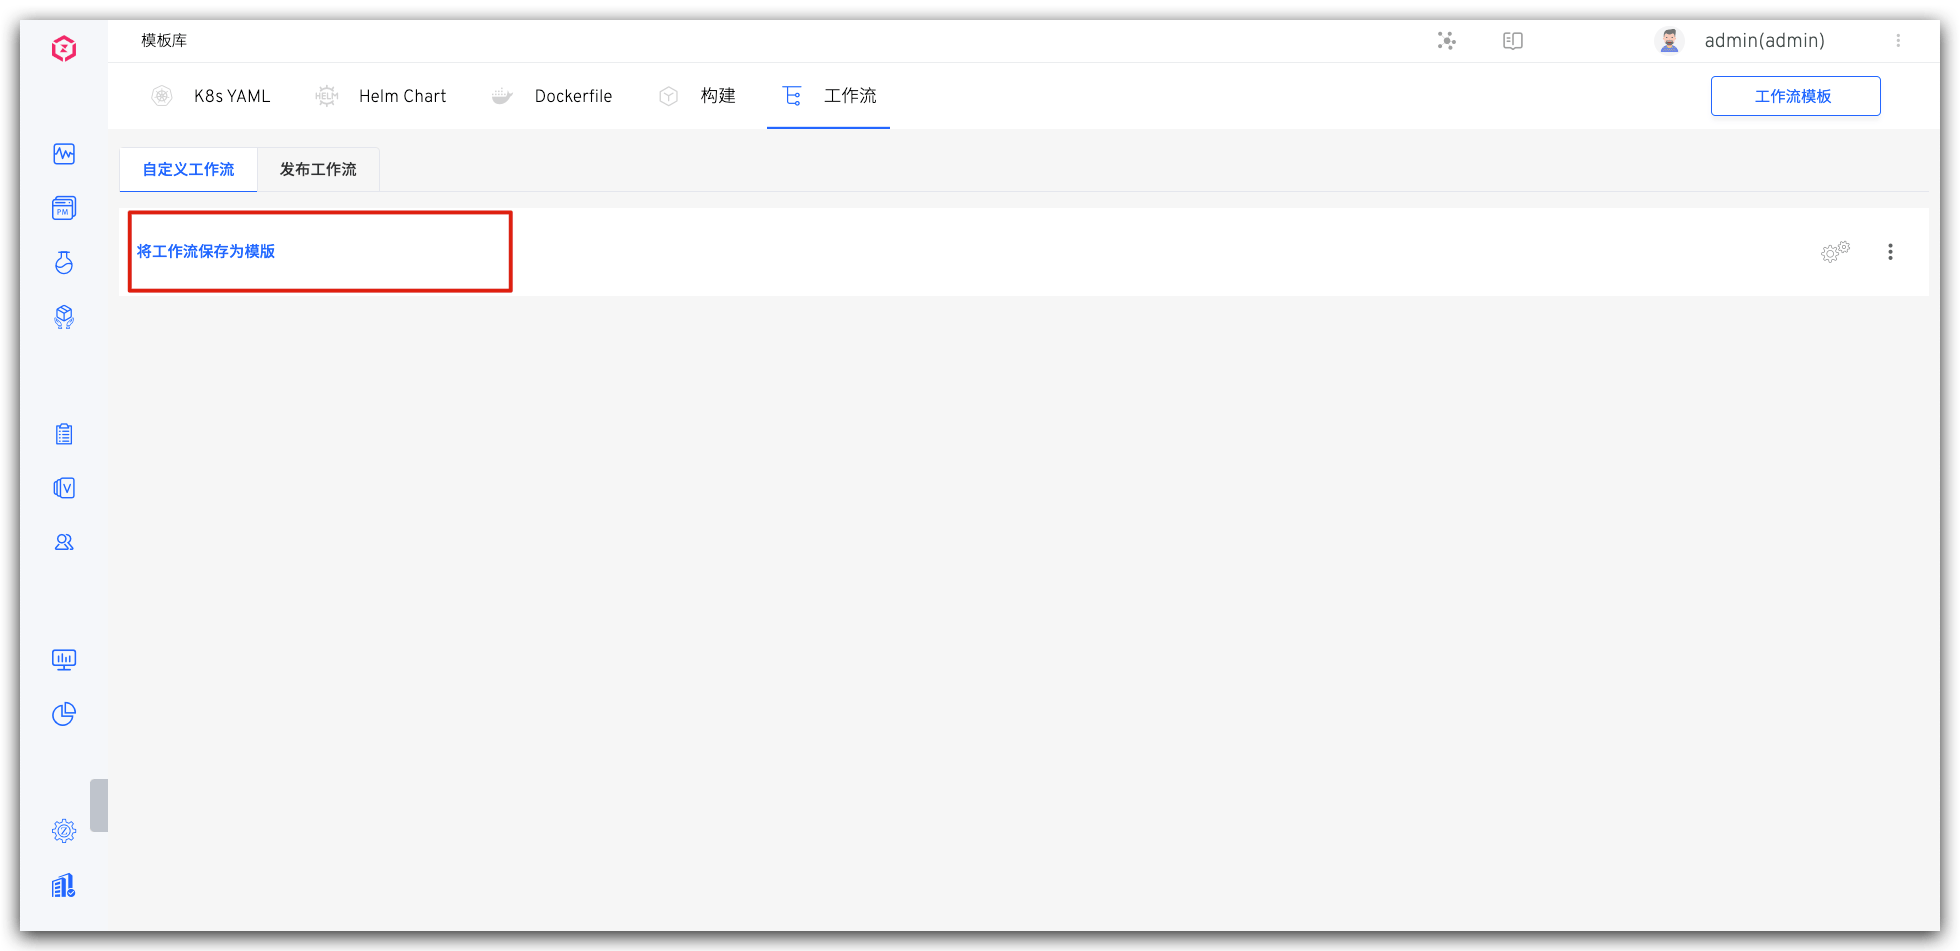 模板库
admin(admin)
K8s YAML
HELM
Helm Chart
Dockerfile
构建
工作流
工作流模板
自定义工作流
发布工作流
将工作流保存为模版
PM
V